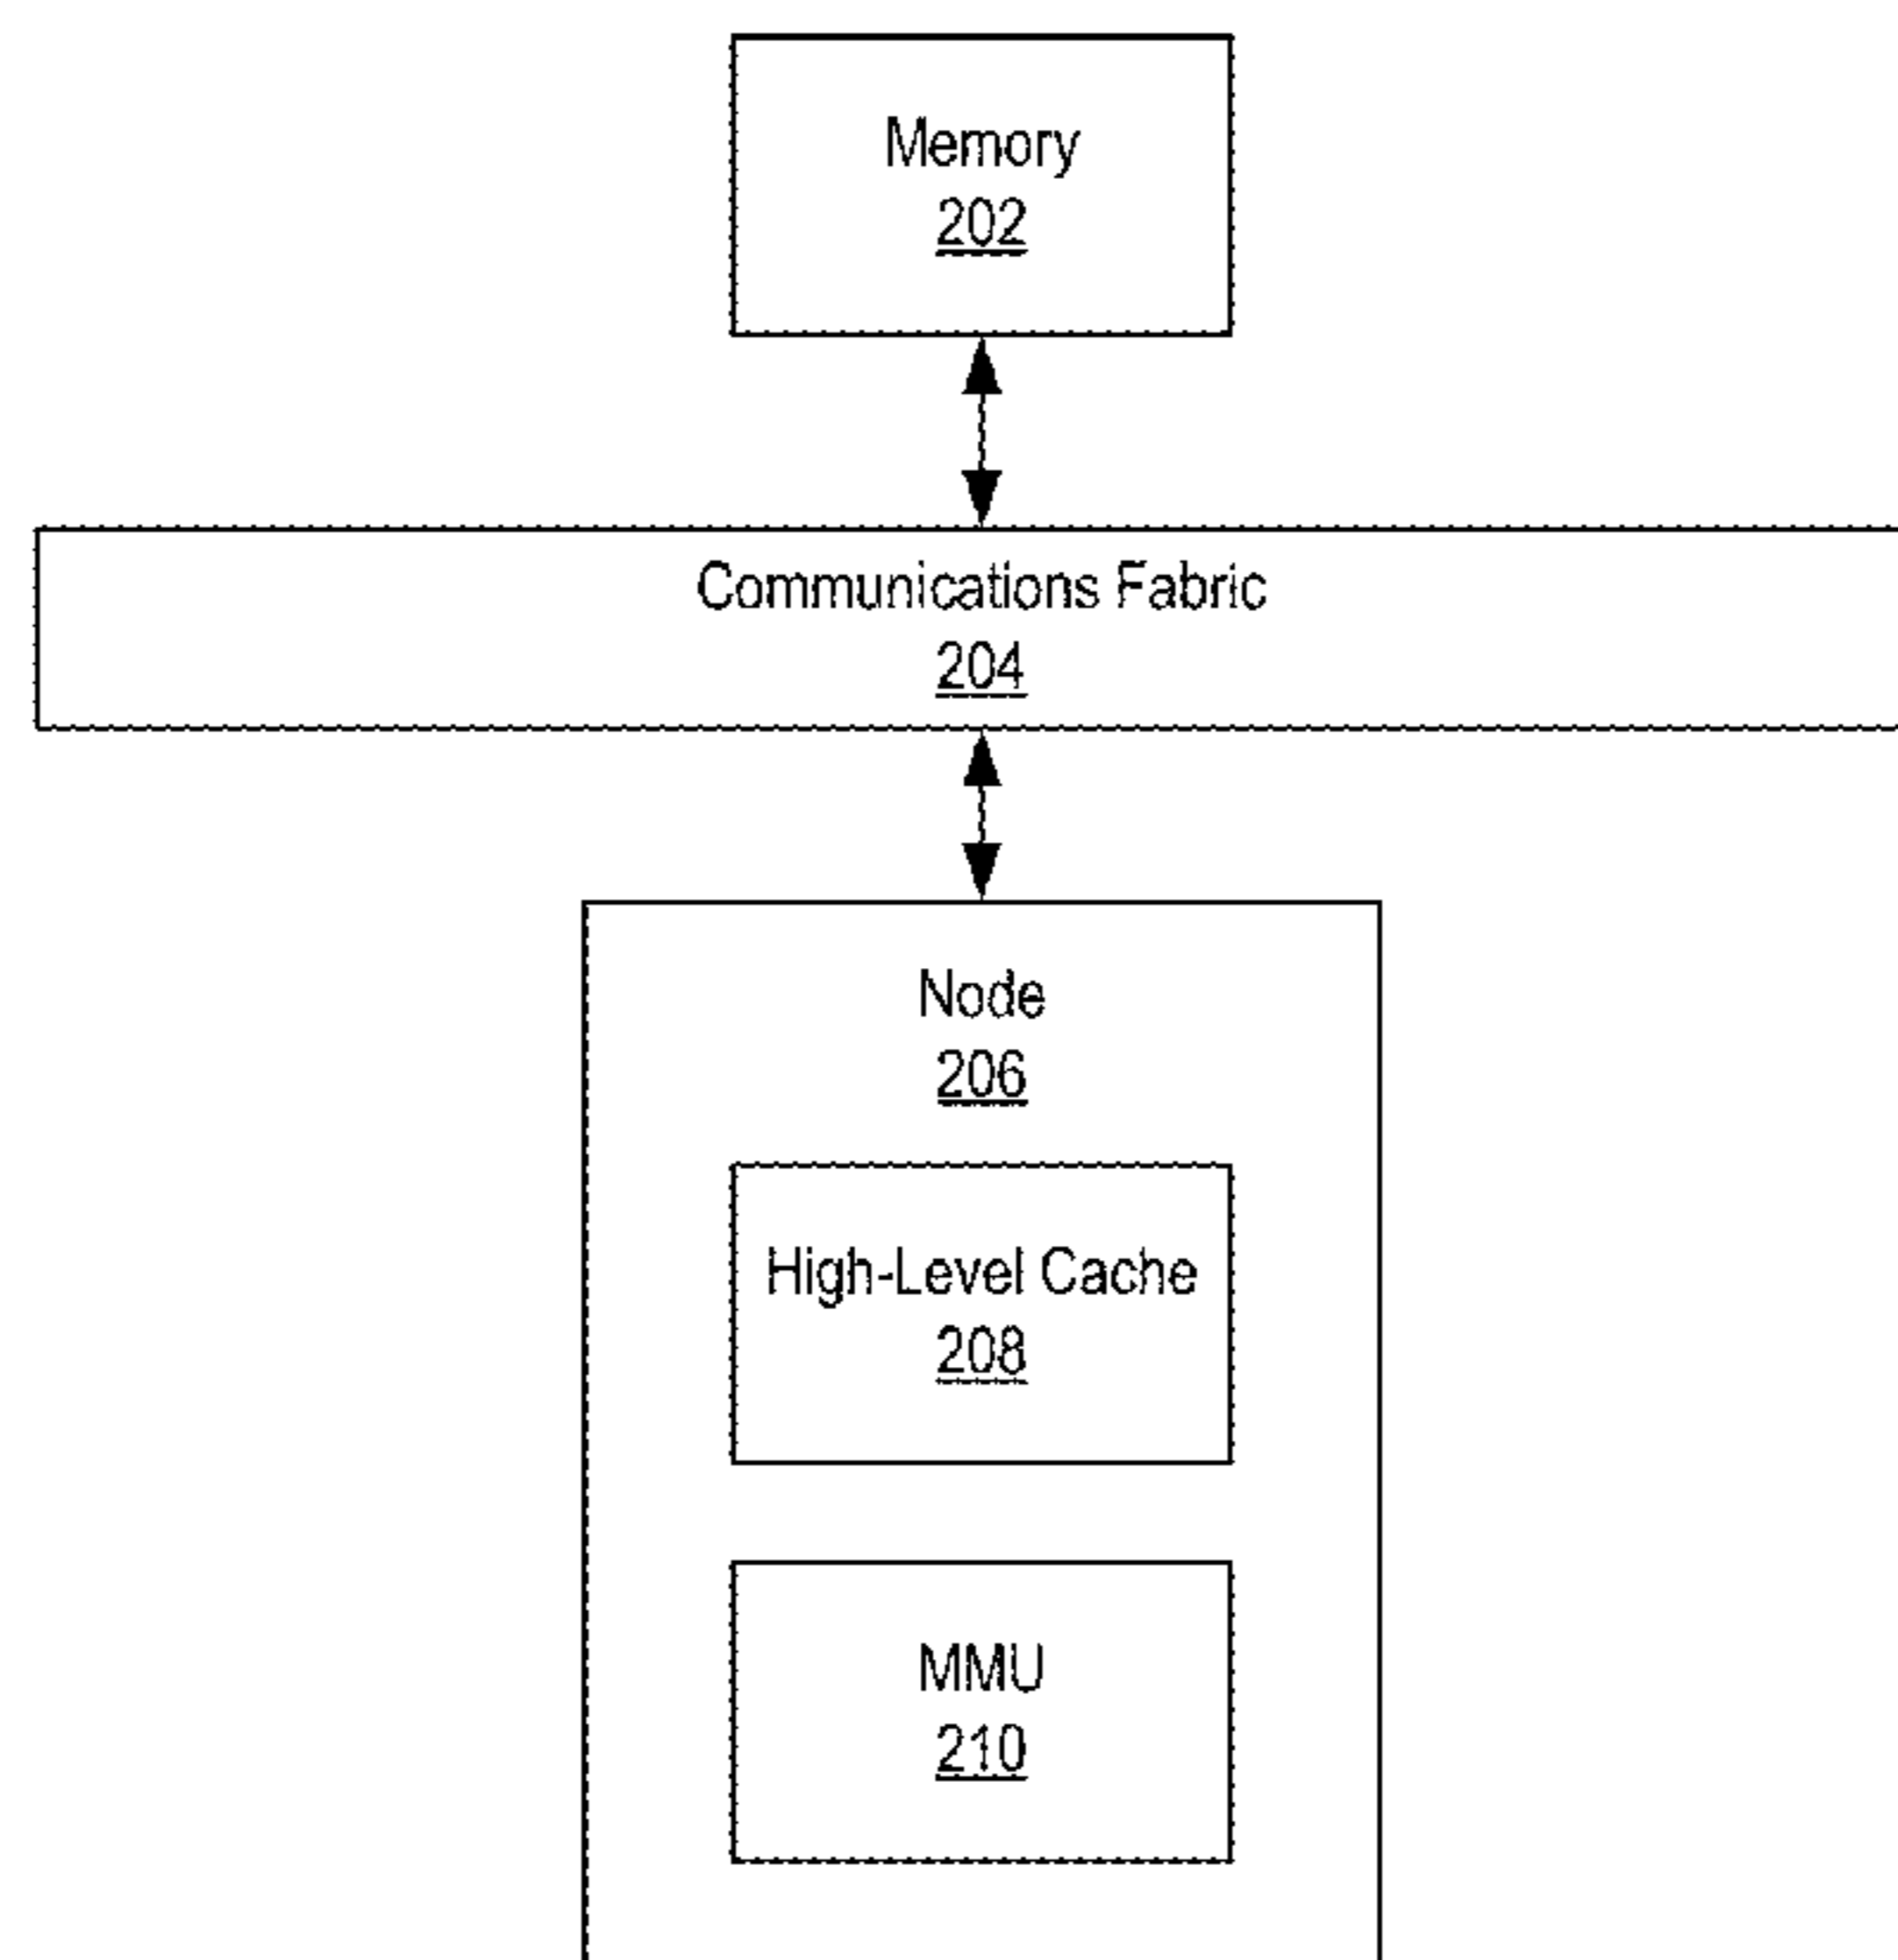 Memory
202
Communications Fabric
204
Node
206
High-Level Cache
208
MMU
210